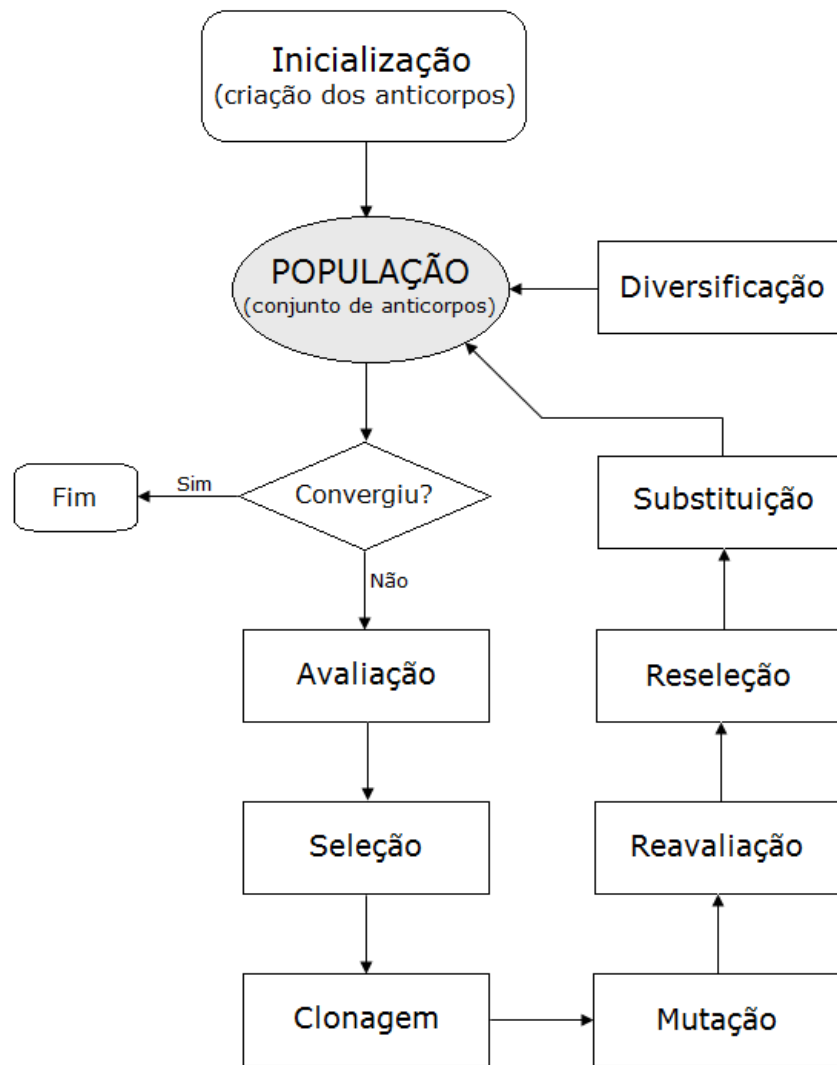 Inicialização
(criação dos anticorpos)
POPULAÇÃO
(conjunto de anticorpos)
Diversificação
Convergiu?
Sim
Fim
Não
Substituição
Avaliação
Reseleção
Seleção
Reavaliação
Clonagem
Mutação